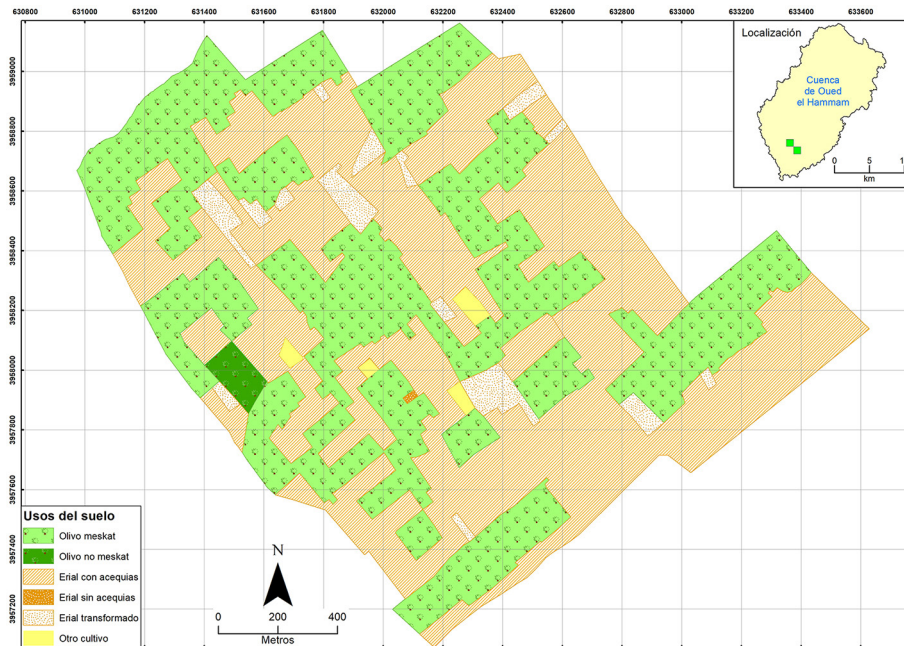 630800 631000 631200 631400 631600 631800 632000 632200 632400 632600 632800 633000 633200 633400 633600
3959000
3958800
3958600
3958400
3958200
3958000
3957800
3957600
3957400
3957200
Localización
Cuenca
de Oued
el Hammam
0 5
km
Usos del suelo
Olivo meskat
Olivo no meskat
Erial con acequias
Erial sin acequias
Erial transformado
Otro cultivo
N
0 200 400
Metros